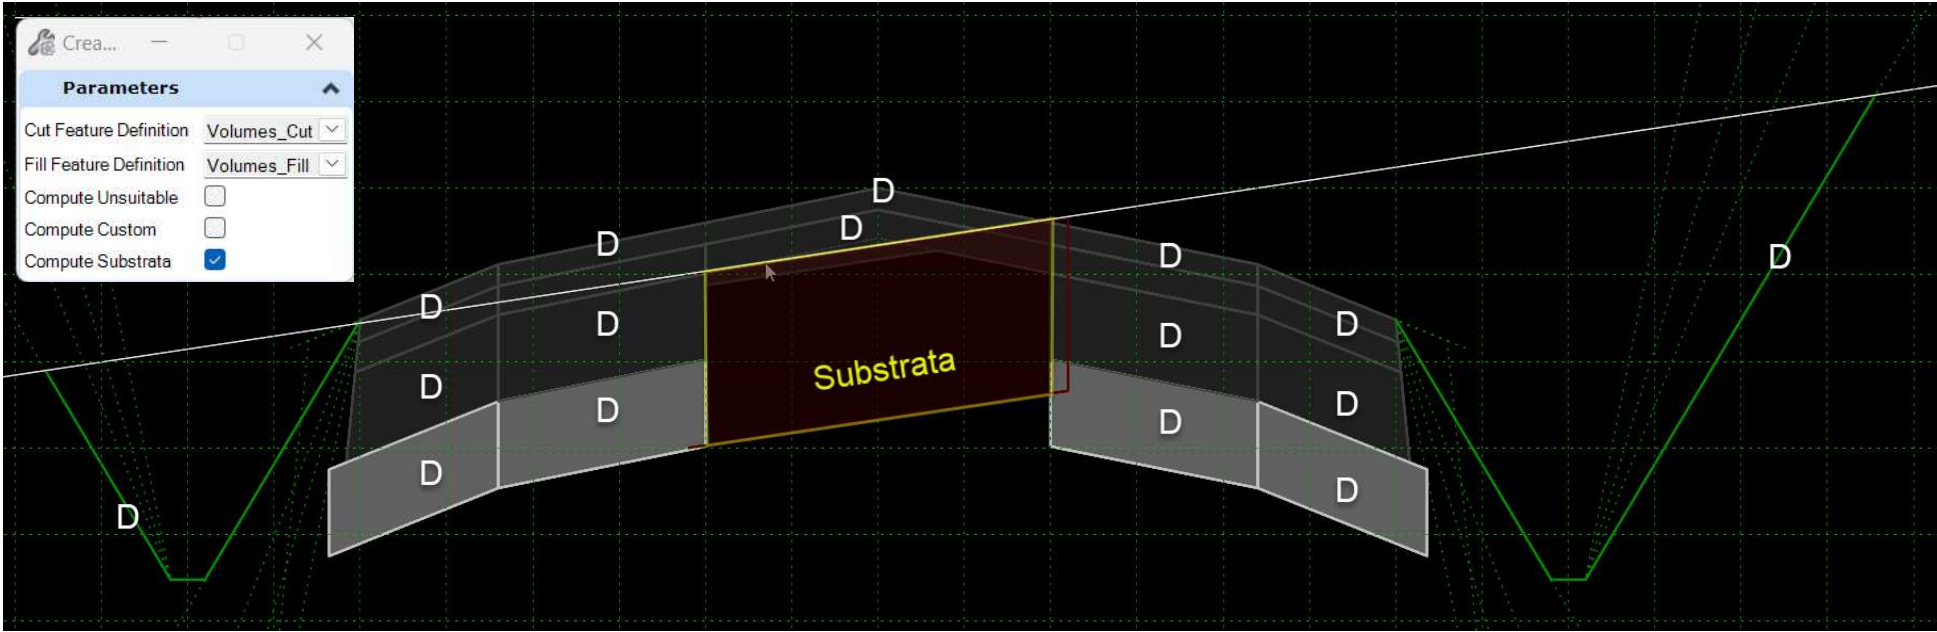 Crea...
Parameters
Cut Feature Definition Volumes_Cut
Fill Feature Definition Volumes_Fill
Compute Unsuitable
Compute Custom
Compute Substrata
D
D
D
D
D
D
D
D
D
D
D
D
Substrata
D
D
D
D
D
D
D